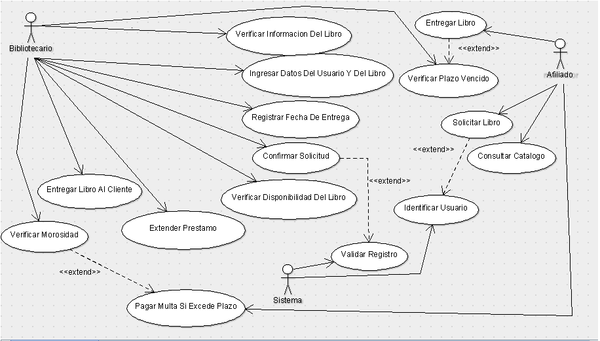 Entregar Libro
Bibliotecario
Verificar Informacion Del Libro
<<extend>>
Ingresar Datos Del Usuario Y Del Libro
Verificar Plazo Vencido
Afiliado
Registrar Fecha De Entrega
Solicitar Libro
<<extend>>
Confirmar Solicitud
Consultar Catalogo
<<extend>>
Entregar Libro Al Cliente
Verificar Disponibilidad Del Libro
Identificar Usuario
Extender Prestamo
Verificar Morosidad
Validar Registro
<<extend>>
Sistema
Pagar Multa Si Excede Plazo